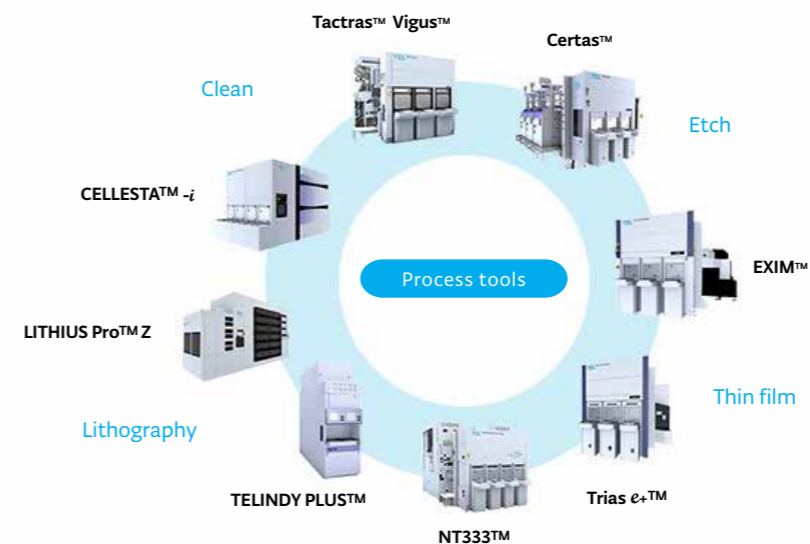 Tactras™ Vigus™
Certas™
Clean
Etch
CELLESTA™ -i
EXIM™
Process tools
LITHIUS Pro™ Z
Thin film
Lithography
TELINDY PLUS™
Trias e+™
NT333™